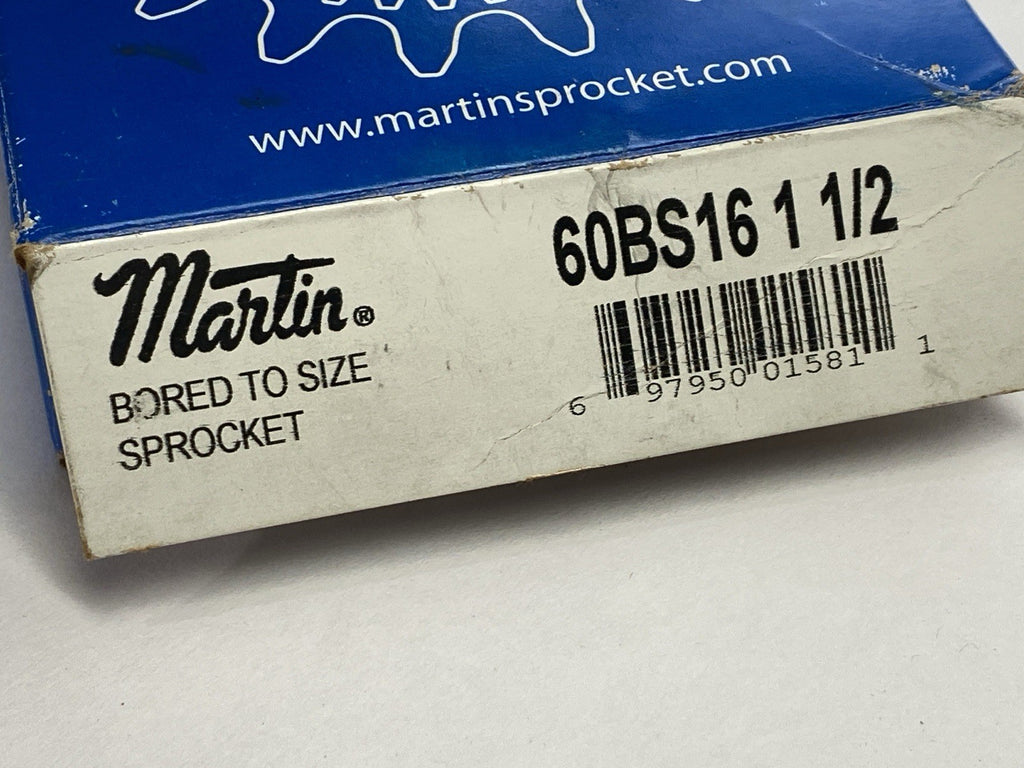 www.martinsprocket.com
Martin®
BORED TO SIZE
SPROCKET
60BS16 1 1/2
6 97950 01581 1